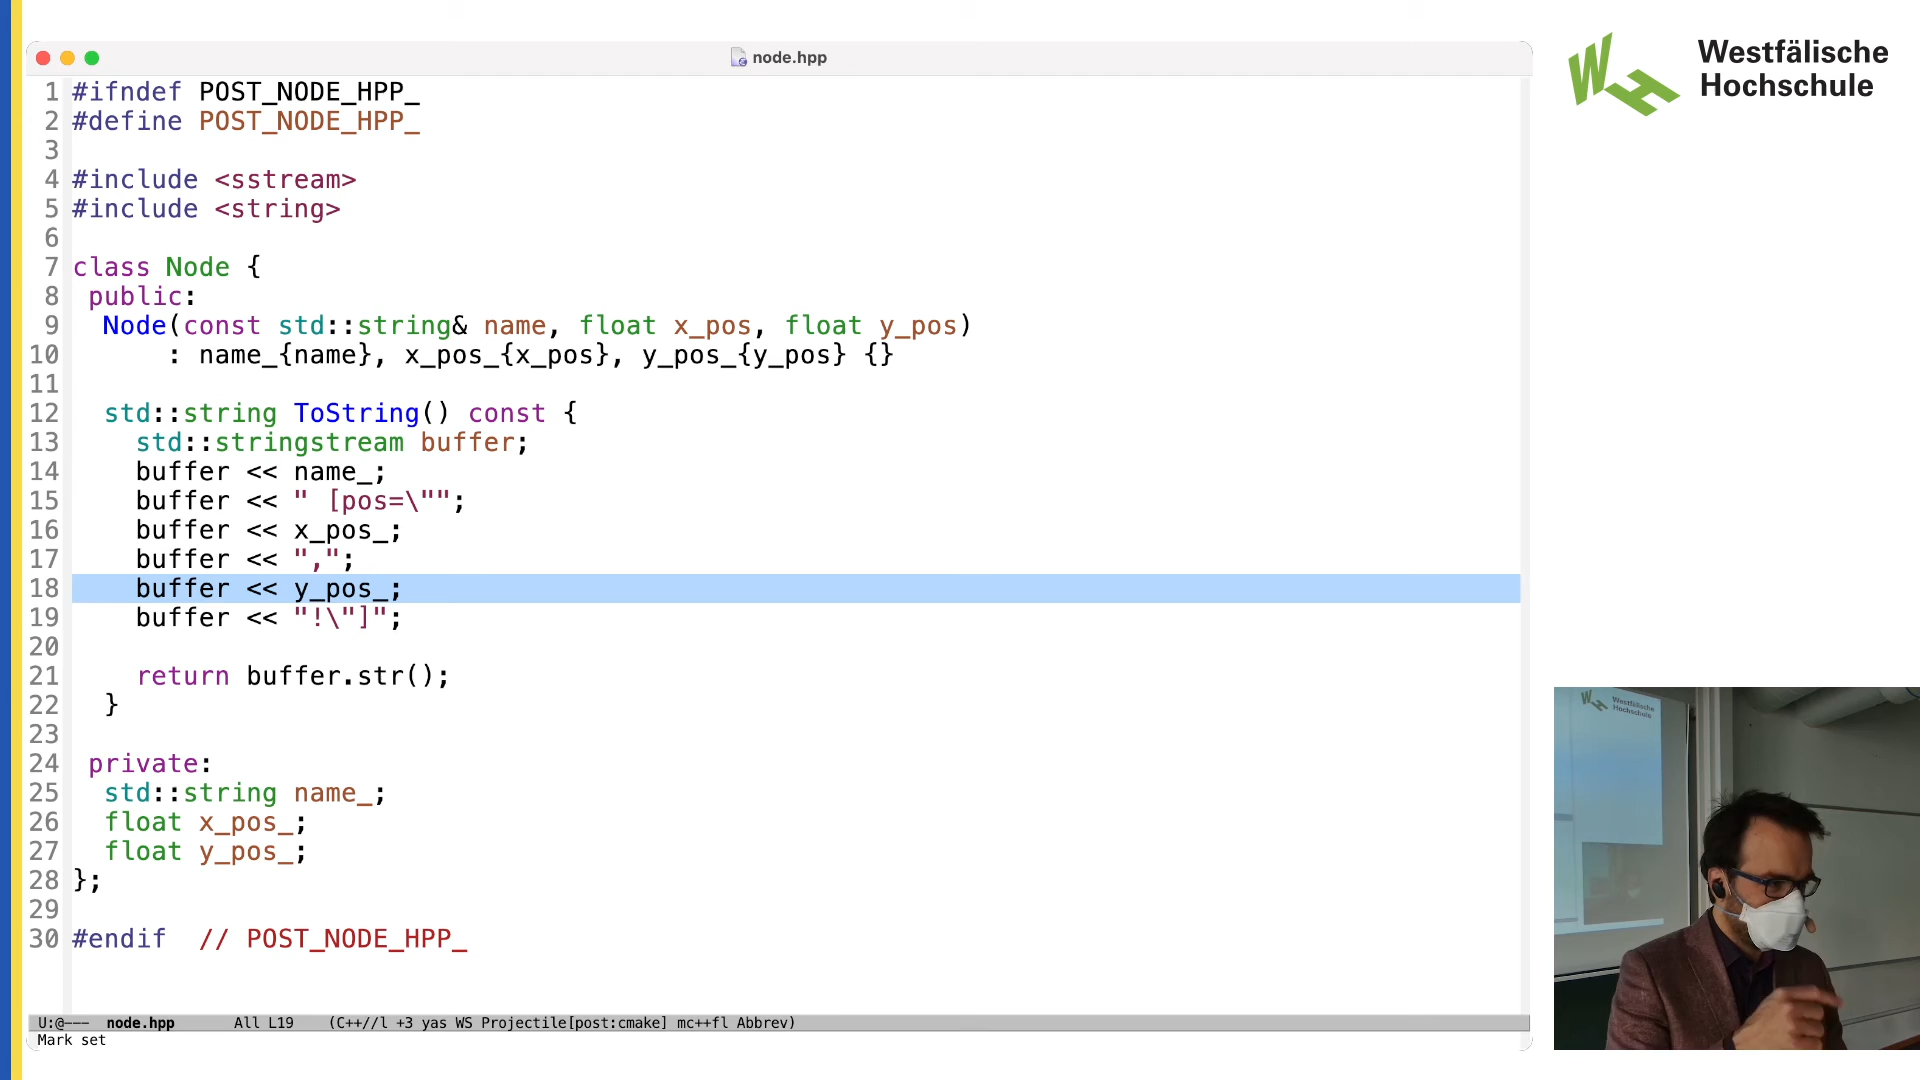 node.hpp
Westfälische
Hochschule
1 #ifndef POST_NODE_HPP_
2 #define POST_NODE_HPP_
3
4 #include <sstream>
5 #include <string>
6
7 class Node {
8  public:
9   Node(const std::string& name, float x_pos, float y_pos)
10       : name_{name}, x_pos_{x_pos}, y_pos_{y_pos} {}
11
12   std::string ToString() const {
13     std::stringstream buffer;
14     buffer << name_;
15     buffer << " [pos=\"";
16     buffer << x_pos_;
17     buffer << ",";
18     buffer << y_pos_;
19     buffer << "!\"]";
20
21     return buffer.str();
22   }
23
24  private:
25   std::string name_;
26   float x_pos_;
27   float y_pos_;
28 };
29
30 #endif  // POST_NODE_HPP_
U:@--- node.hpp All L19 (C++//l +3 yas WS Projectile[post:cmake] mc++fl Abbrev)
Mark set
Westfälische
Hochschule